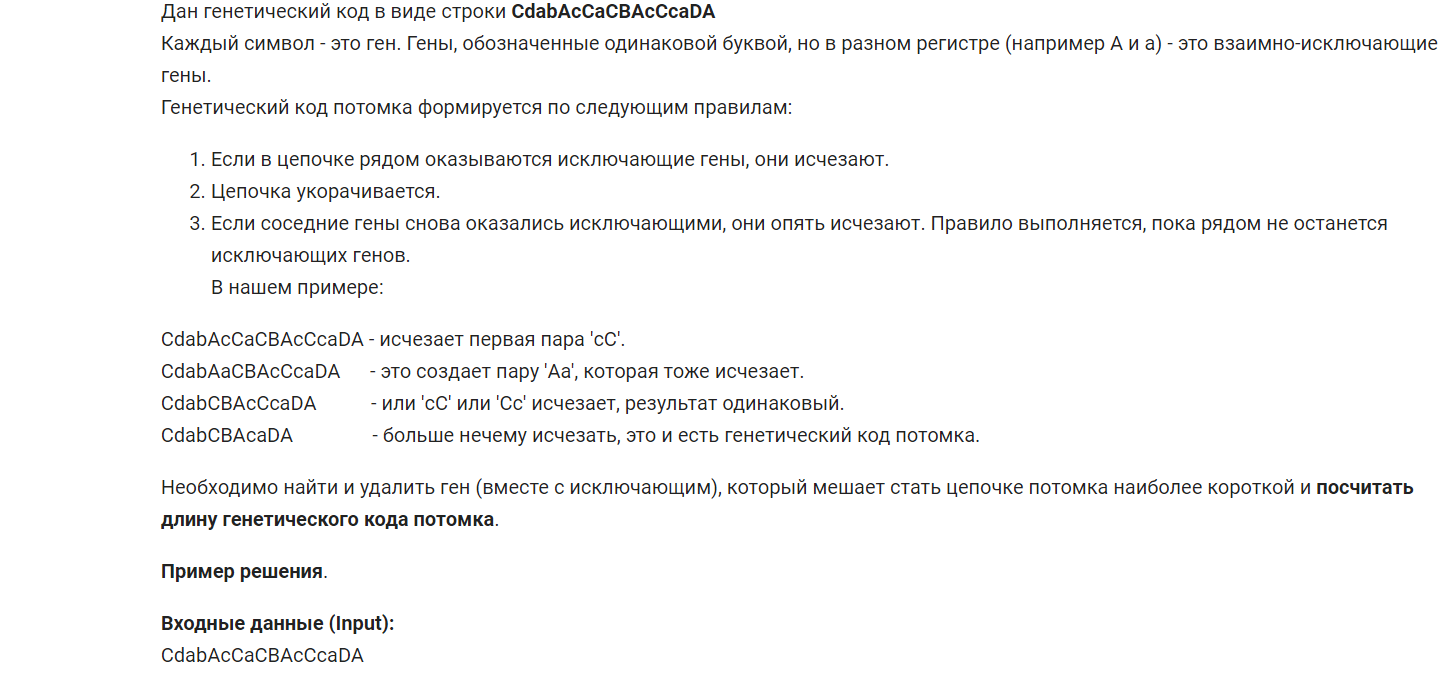 Дан генетический код в виде строки CdabAcCaCBAcCcaDA
Каждый символ - это ген. Гены, обозначенные одинаковой буквой, но в разном регистре (например А и а) - это взаимно-исключающие
гены.
Генетический код потомка формируется по следующим правилам:
1. Если в цепочке рядом оказываются исключающие гены, они исчезают.
2. Цепочка укорачивается.
3. Если соседние гены снова оказались исключающими, они опять исчезают. Правило выполняется, пока рядом не останется
исключающих генов.
В нашем примере:
CdabAcCaCBAcCcaDA - исчезает первая пара 'cC'.
CdabAaCBAcCcaDA - это создает пару 'Aa', которая тоже исчезает.
CdabCBAcCcaDA - или 'cC' или 'Cc' исчезает, результат одинаковый.
CdabCBAcaDA - больше нечему исчезать, это и есть генетический код потомка.
Необходимо найти и удалить ген (вместе с исключающим), который мешает стать цепочке потомка наиболее короткой и посчитать
длину генетического кода потомка.
Пример решения.
Входные данные (Input):
CdabAcCaCBAcCcaDA